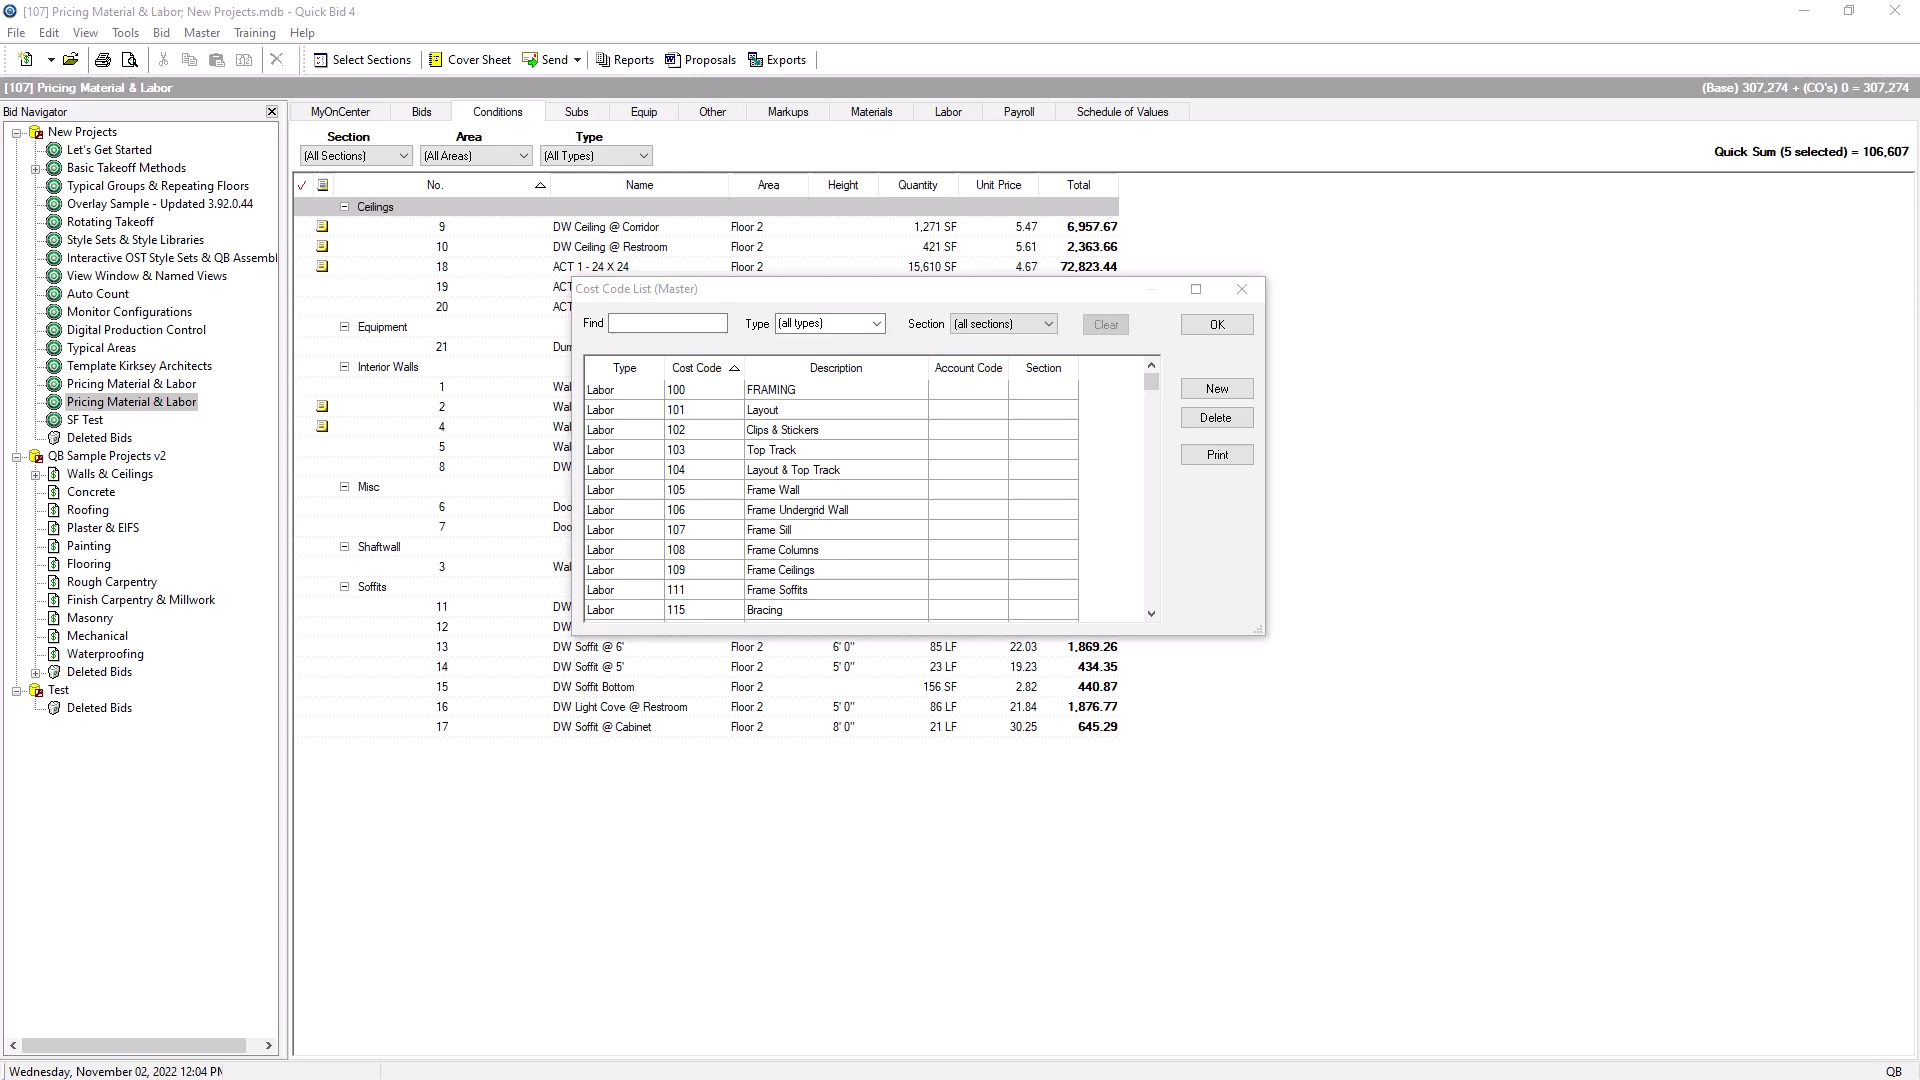 [107] Pricing Material & Labor; New Projects.mdb - Quick Bid 4
File Edit View Tools Bid Master Training Help
Select Sections Cover Sheet Send Reports Proposals Exports
[107] Pricing Material & Labor (Base) 307,274 + (CO's) 0 = 307,274
Bid Navigator
New Projects
Let's Get Started
Basic Takeoff Methods
Typical Groups & Repeating Floors
Overlay Sample - Updated 3.92.0.44
Rotating Takeoff
Style Sets & Style Libraries
Interactive OST Style Sets & QB Assembl
View Window & Named Views
Auto Count
Monitor Configurations
Digital Production Control
Typical Areas
Template Kirksey Architects
Pricing Material & Labor
Pricing Material & Labor
SF Test
Deleted Bids
QB Sample Projects v2
Walls & Ceilings
Concrete
Roofing
Plaster & EIFS
Painting
Flooring
Rough Carpentry
Finish Carpentry & Millwork
Masonry
Mechanical
Waterproofing
Deleted Bids
Test
Deleted Bids
MyOnCenter Bids Conditions Subs Equip Other Markups Materials Labor Payroll Schedule of Values
Section Area Type
(All Sections) (All Areas) (All Types)
Quick Sum (5 selected) = 106,607
No. Name Area Height Quantity Unit Price Total
Ceilings
9 DW Ceiling @ Corridor Floor 2 1,271 SF 5.47 6,957.67
10 DW Ceiling @ Restroom Floor 2 421 SF 5.61 2,363.66
18 ACT 1 - 24 X 24 Floor 2 15,610 SF 4.67 72,823.44
19 ACT
20 ACT
Equipment
21 Dum
Interior Walls
1 Wal
2 Wal
4 Wal
5 Wal
8 DW
Misc
6 Doo
7 Doo
Shaftwall
3 Wal
Soffits
11 DW
12 DW
13 DW Soffit @ 6' Floor 2 6' 0" 85 LF 22.03 1,869.26
14 DW Soffit @ 5' Floor 2 5' 0" 23 LF 19.23 434.35
15 DW Soffit Bottom Floor 2 156 SF 2.82 440.87
16 DW Light Cove @ Restroom Floor 2 5' 0" 86 LF 21.84 1,876.77
17 DW Soffit @ Cabinet Floor 2 8' 0" 21 LF 30.25 645.29
Cost Code List (Master)
Find Type (all types) Section (all sections) Clear OK
Type Cost Code Description Account Code Section
Labor 100 FRAMING
Labor 101 Layout
Labor 102 Clips & Stickers
Labor 103 Top Track
Labor 104 Layout & Top Track
Labor 105 Frame Wall
Labor 106 Frame Undergrid Wall
Labor 107 Frame Sill
Labor 108 Frame Columns
Labor 109 Frame Ceilings
Labor 111 Frame Soffits
Labor 115 Bracing
New
Delete
Print
Wednesday, November 02, 2022 12:04 PM QB